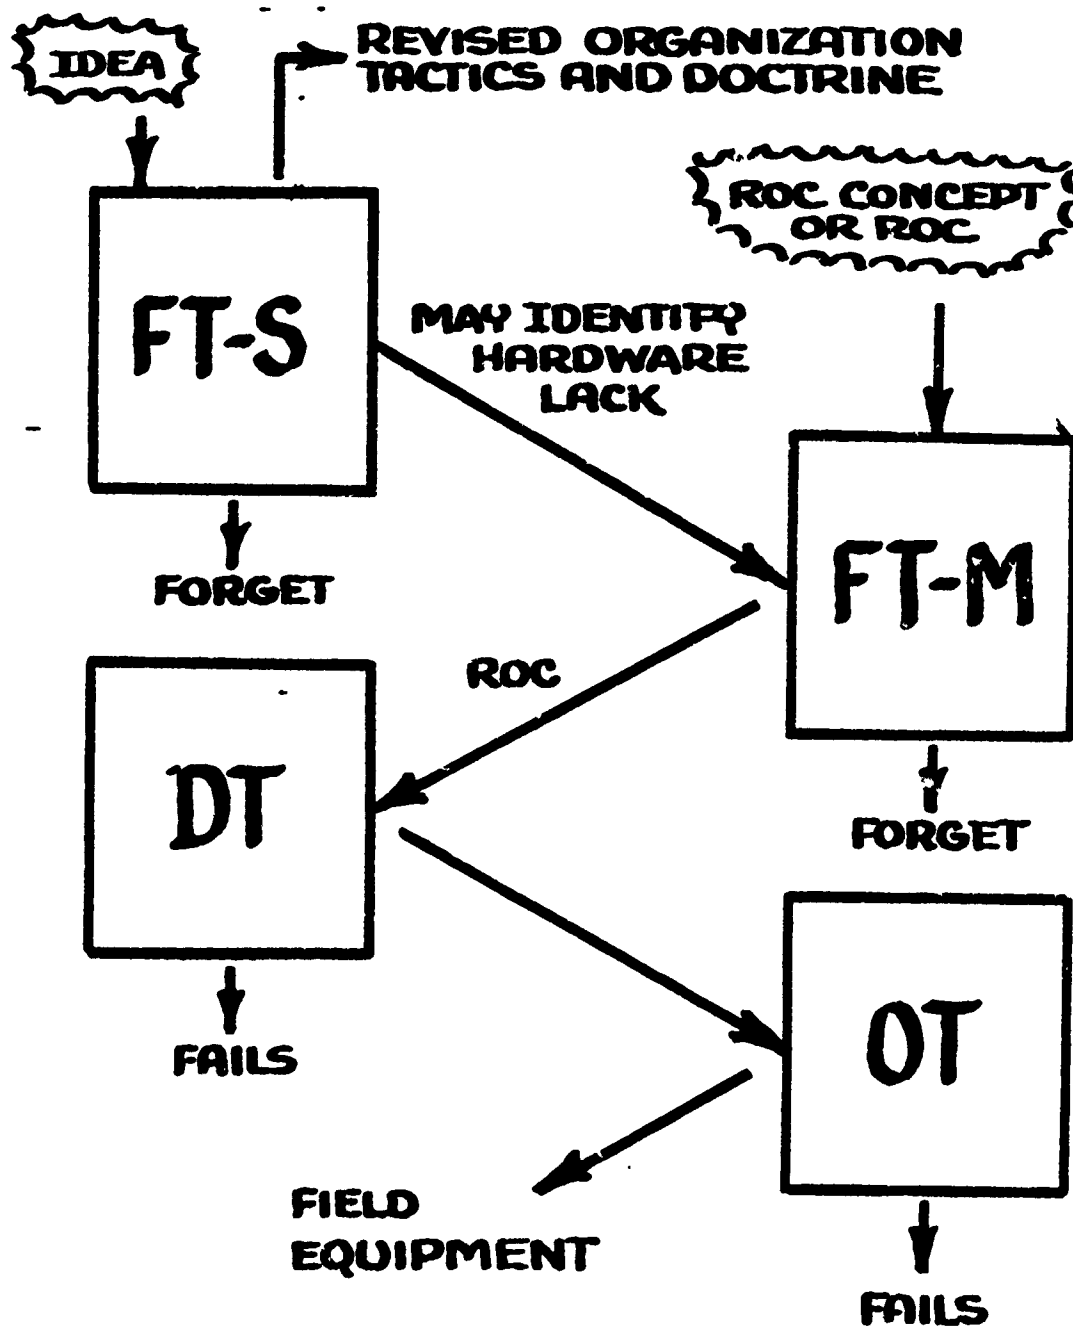 IDEA
REVISED ORGANIZATION
TACTICS AND DOCTRINE
ROC CONCEPT
OR ROC
FT-S
MAY IDENTIFY
HARDWARE
LACK
FORGET
FT-M
ROC
DT
FORGET
FAILS
OT
FIELD
EQUIPMENT
FAILS